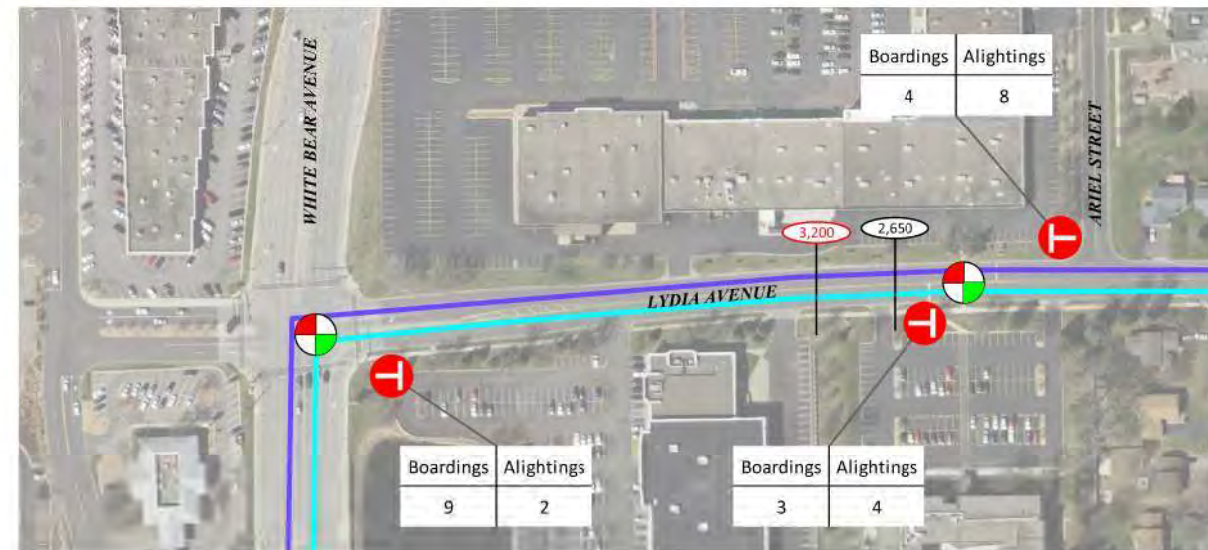 Boardings Alightings
4 8
WHITE BEAR AVENUE
ARIEL STREET
3,200
2,650
LYDIA AVENUE
T
T
T
Boardings Alightings
9 2
Boardings Alightings
3 4